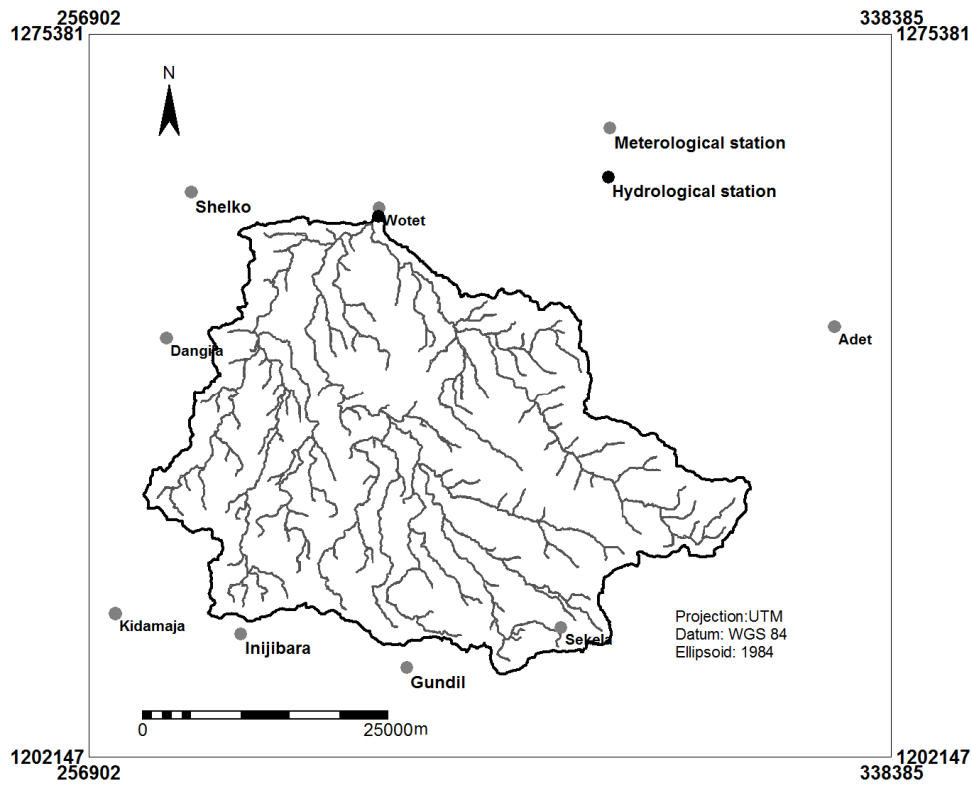 256902 338385
1275381 1275381
N
Meterological station
Hydrological station
Shelko
Wotet
Adet
Dangila
Kidamaja
Inijibara
Sekela
Gundil
Projection:UTM
Datum: WGS 84
Ellipsoid: 1984
0 25000m
1202147 1202147
256902 338385